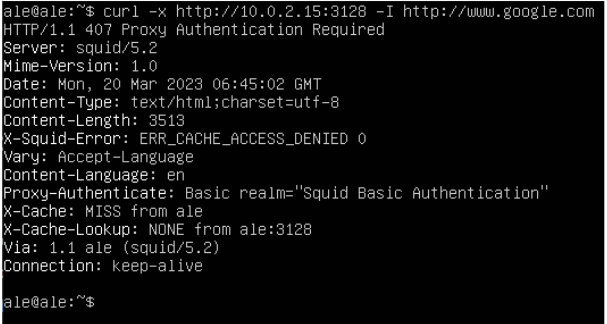 ale@ale:~$ curl -x http://10.0.2.15:3128 -I http://www.google.com
HTTP/1.1 407 Proxy Authentication Required
Server: squid/5.2
Mime-Version: 1.0
Date: Mon, 20 Mar 2023 06:45:02 GMT
Content-Type: text/html;charset=utf-8
Content-Length: 3513
X-Squid-Error: ERR_CACHE_ACCESS_DENIED 0
Vary: Accept-Language
Content-Language: en
Proxy-Authenticate: Basic realm="Squid Basic Authentication"
X-Cache: MISS from ale
X-Cache-Lookup: NONE from ale:3128
Via: 1.1 ale (squid/5.2)
Connection: keep-alive
ale@ale:~$